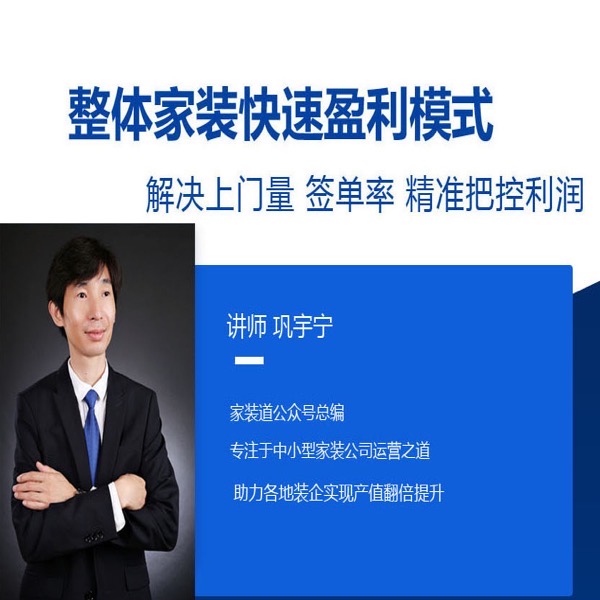 整体家装快速盈利模式
解决上门量 签单率 精准把控利润
讲师 巩宇宁
家装道公众号总编
专注于中小型家装公司运营之道
助力各地装企实现产值翻倍提升